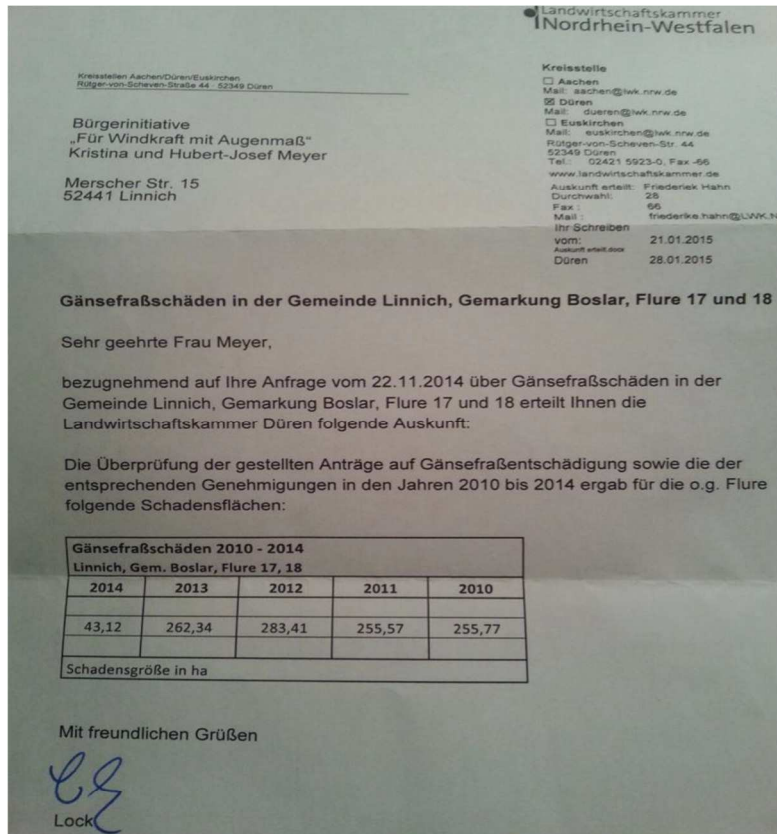 Landwirtschaftskammer
Nordrhein-Westfalen
Kreisstellen Aachen/Düren/Euskirchen
Rütger-von-Scheven-Straße 44 - 52349 Düren
Bürgerinitiative
„Für Windkraft mit Augenmaß“
Kristina und Hubert-Josef Meyer
Merscher Str. 15
52441 Linnich
Kreisstelle
☐ Aachen
Mail: aachen@lwk.nrw.de
☒ Düren
Mail: dueren@lwk.nrw.de
☐ Euskirchen
Mail: euskirchen@lwk.nrw.de
Rütger-von-Scheven-Str. 44
52349 Düren
Tel.: 02421 5923-0, Fax -66
www.landwirtschaftskammer.de
Auskunft erteilt: Friederiek Hahn
Durchwahl: 28
Fax : 66
Mail : friederike.hahn@LWK.N
Ihr Schreiben
vom: 21.01.2015
Auskunft erteilt.docx
Düren 28.01.2015
Gänsefraßschäden in der Gemeinde Linnich, Gemarkung Boslar, Flure 17 und 18
Sehr geehrte Frau Meyer,
bezugnehmend auf Ihre Anfrage vom 22.11.2014 über Gänsefraßschäden in der
Gemeinde Linnich, Gemarkung Boslar, Flure 17 und 18 erteilt Ihnen die
Landwirtschaftskammer Düren folgende Auskunft:
Die Überprüfung der gestellten Anträge auf Gänsefraßentschädigung sowie die der
entsprechenden Genehmigungen in den Jahren 2010 bis 2014 ergab für die o.g. Flure
folgende Schadensflächen:
Gänsefraßschäden 2010 - 2014
Linnich, Gem. Boslar, Flure 17, 18
2014 2013 2012 2011 2010
43,12 262,34 283,41 255,57 255,77
Schadensgröße in ha
Mit freundlichen Grüßen
Lock